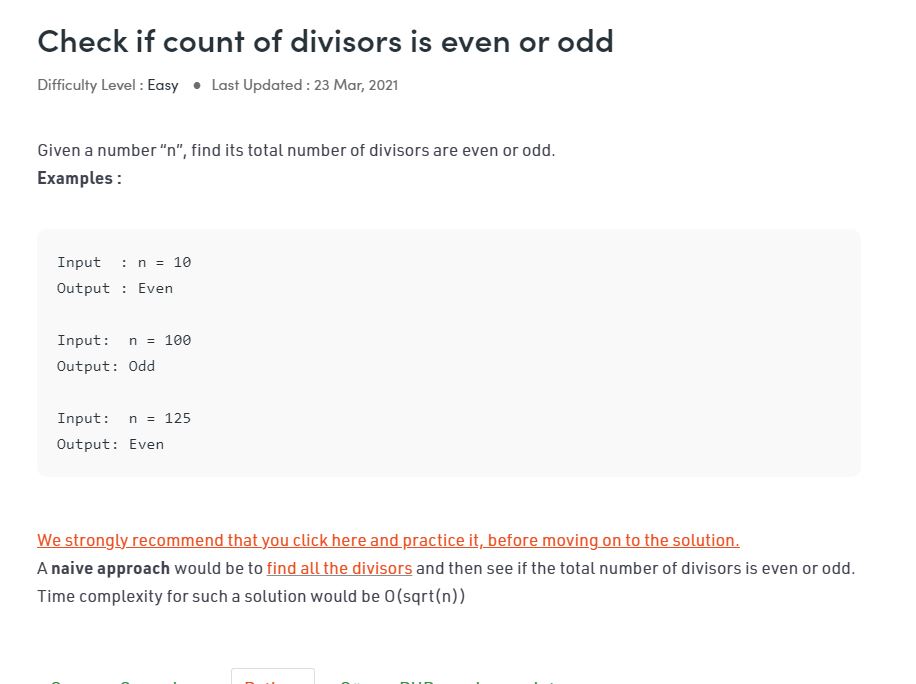 Check if count of divisors is even or odd
Difficulty Level : Easy ● Last Updated : 23 Mar, 2021
Given a number “n”, find its total number of divisors are even or odd.
Examples :
Input  : n = 10
Output : Even
Input:  n = 100
Output: Odd
Input:  n = 125
Output: Even
We strongly recommend that you click here and practice it, before moving on to the solution.
A naive approach would be to find all the divisors and then see if the total number of divisors is even or odd.
Time complexity for such a solution would be O(sqrt(n))